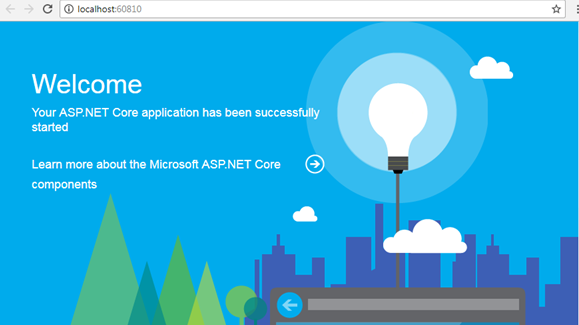 localhost:60810
Welcome
Your ASP.NET Core application has been successfully
started
Learn more about the Microsoft ASP.NET Core
components